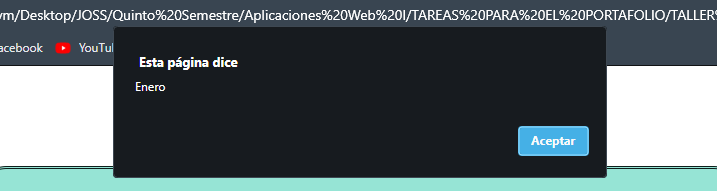 vm/Desktop/JOSS/Quinto%20Semestre/Aplicaciones%20Web%20I/TAREAS%20PARA%20EL%20PORTAFOLIO/TALLER%
acebook YouTu
Esta página dice
Enero
Aceptar